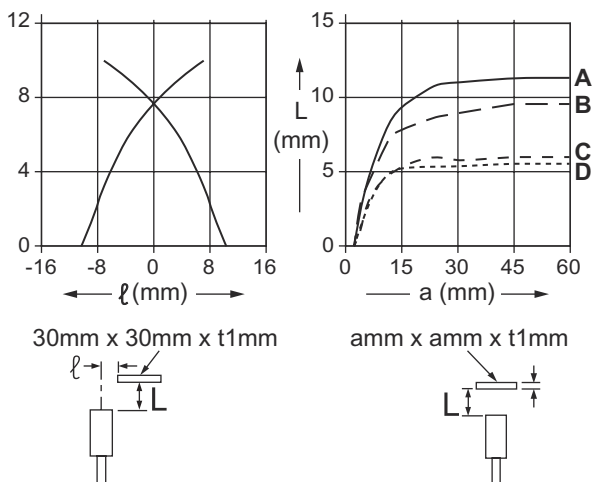 12
8
4
0
-16 -8 0 8 16
ℓ (mm)
L
(mm)
15
10
5
0
0 15 30 45 60
a (mm)
A
B
C
D
30mm x 30mm x t1mm
ℓ
L
amm x amm x t1mm
L